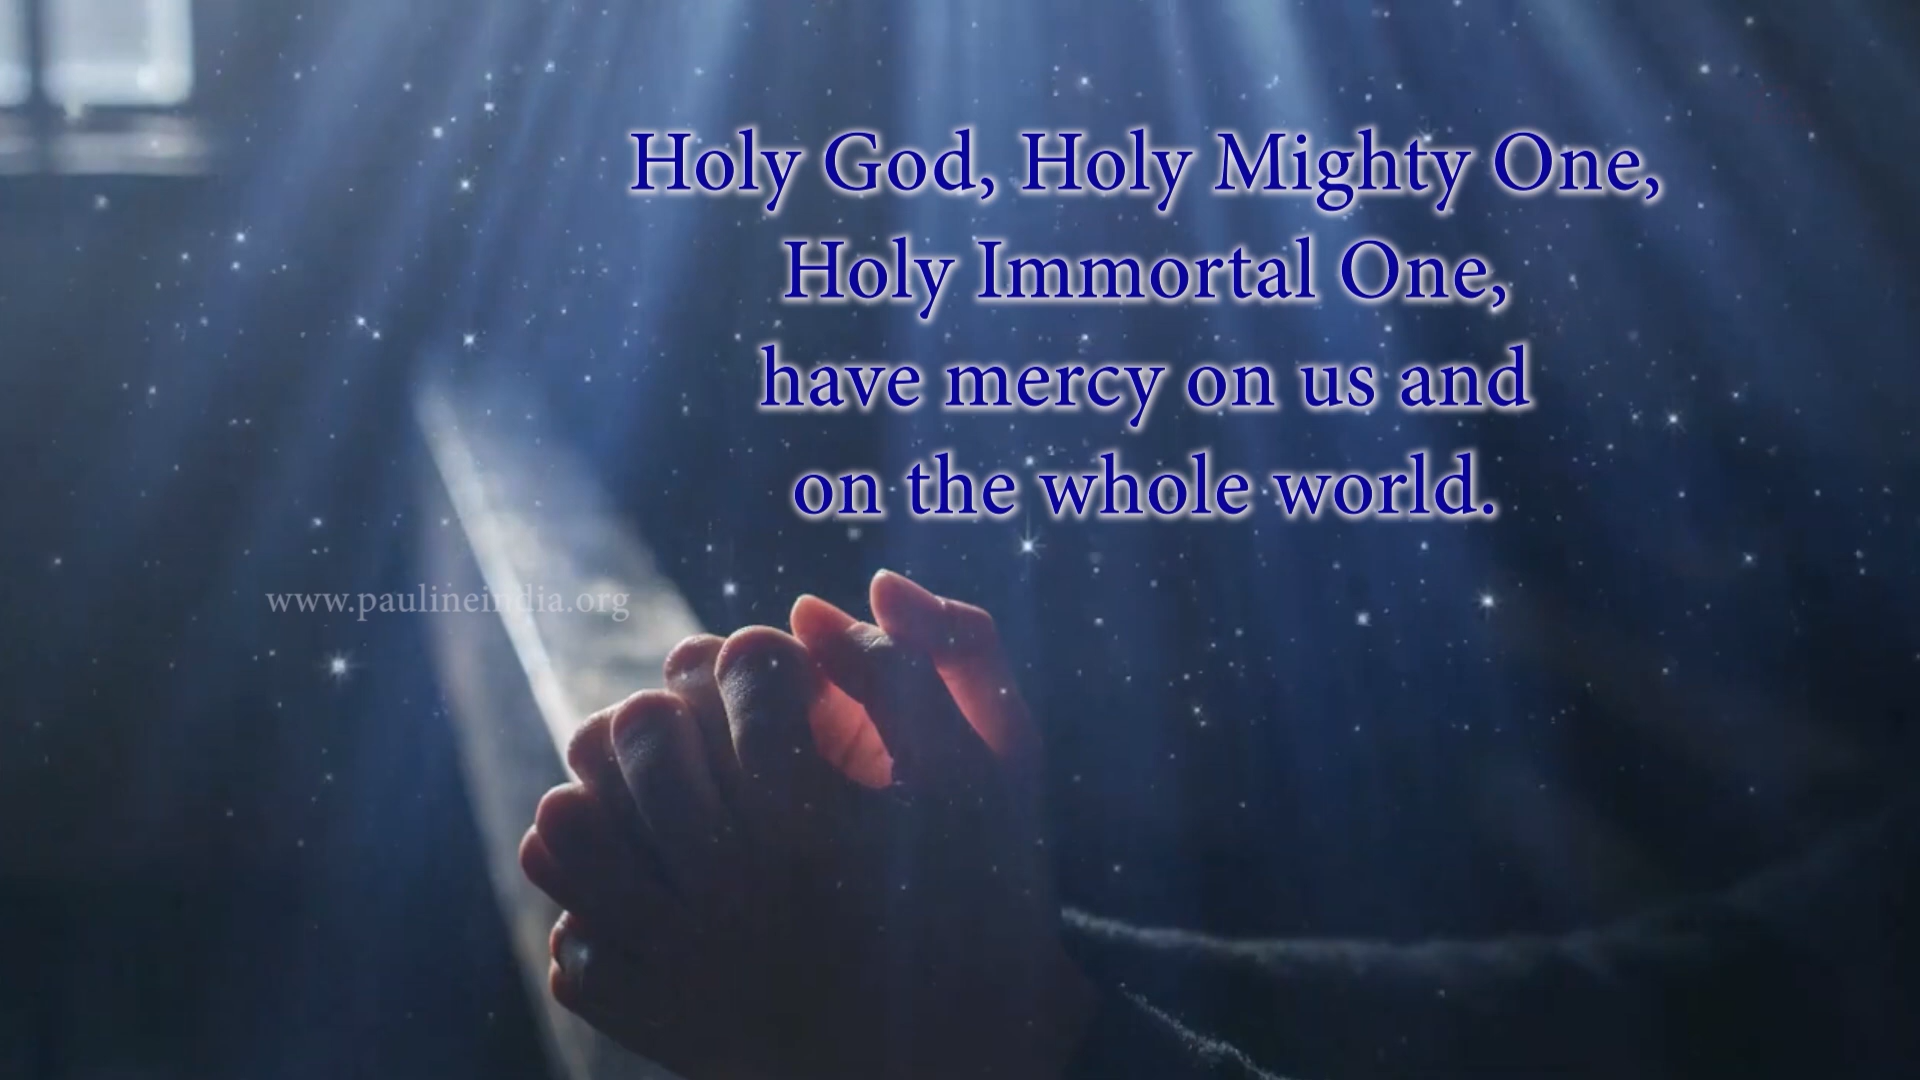 Holy God, Holy Mighty One,
Holy Immortal One,
have mercy on us and
on the whole world.
www.paulineindia.org